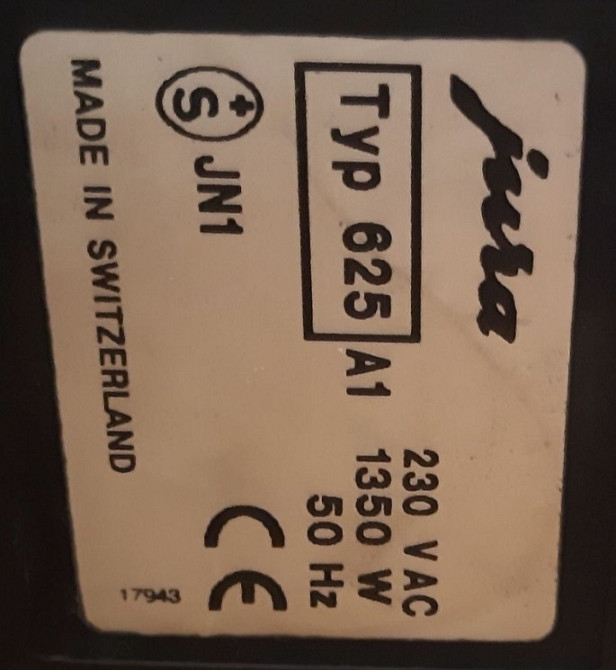 jura
230 VAC
1350 W
50 Hz
Typ 625 A1
+S JN1
CE
MADE IN SWITZERLAND
17943